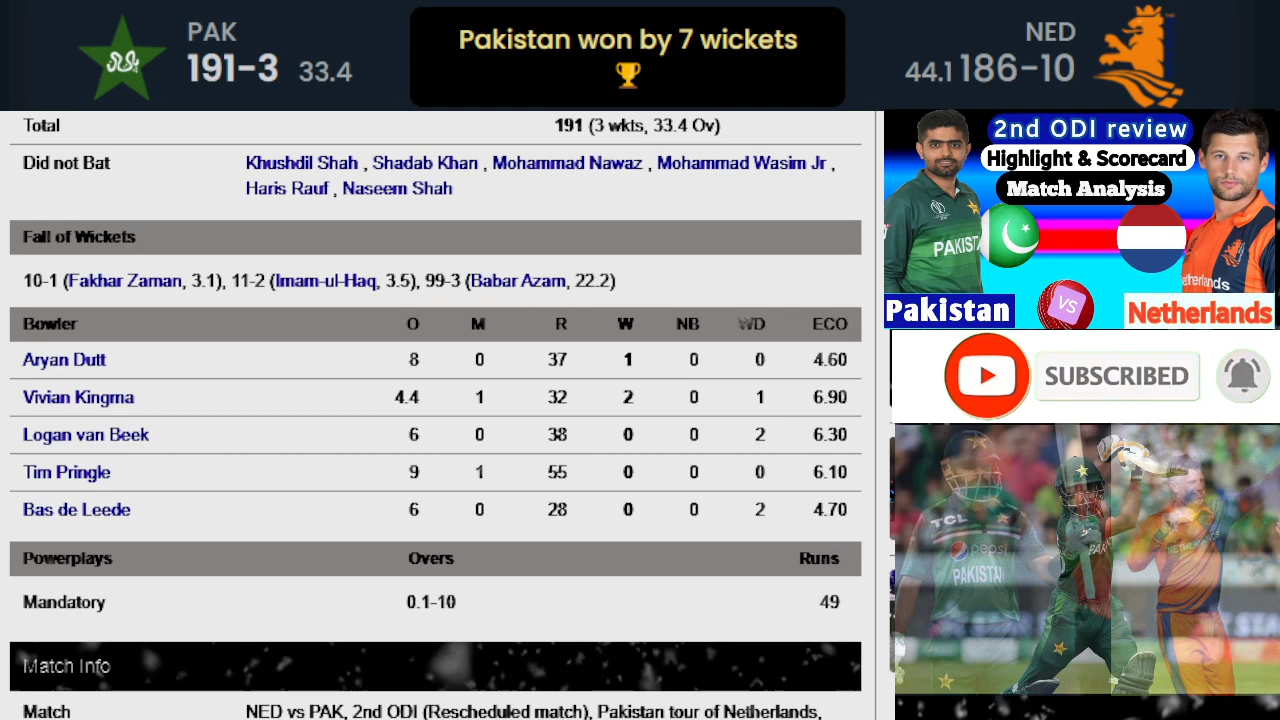 PAK
191-3 33.4
Pakistan won by 7 wickets
NED
44.1 186-10
Total 191 (3 wkts, 33.4 Ov)
Did not Bat Khushdil Shah , Shadab Khan , Mohammad Nawaz , Mohammad Wasim Jr ,
Haris Rauf , Naseem Shah
Fall of Wickets
10-1 (Fakhar Zaman, 3.1), 11-2 (Imam-ul-Haq, 3.5), 99-3 (Babar Azam, 22.2)
Bowler O M R W NB WD ECO
Aryan Dutt 8 0 37 1 0 0 4.60
Vivian Kingma 4.4 1 32 2 0 1 6.90
Logan van Beek 6 0 38 0 0 2 6.30
Tim Pringle 9 1 55 0 0 0 6.10
Bas de Leede 6 0 28 0 0 2 4.70
Powerplays Overs Runs
Mandatory 0.1-10 49
Match Info
Match NED vs PAK, 2nd ODI (Rescheduled match), Pakistan tour of Netherlands,
2nd ODI review
Highlight & Scorecard
Match Analysis
PAKIST
herlands
Pakistan
VS
Netherlands
SUBSCRIBED
TCL
pepsi
PAKISTAN
PAK
NETHERLANDS